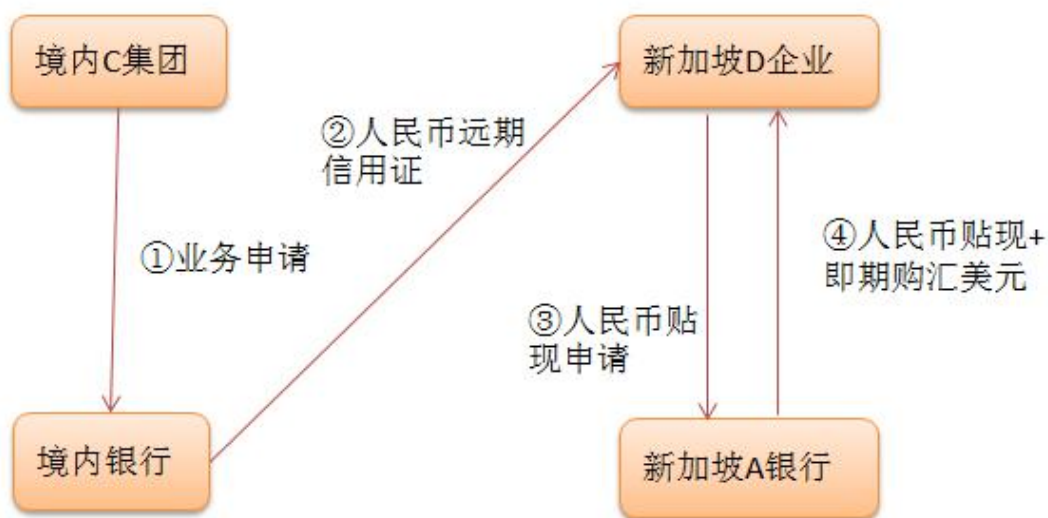 境内C集团
新加坡D企业
②人民币远期
信用证
①业务申请
④人民币贴现+
即期购汇美元
③人民币贴
现申请
境内银行
新加坡A银行